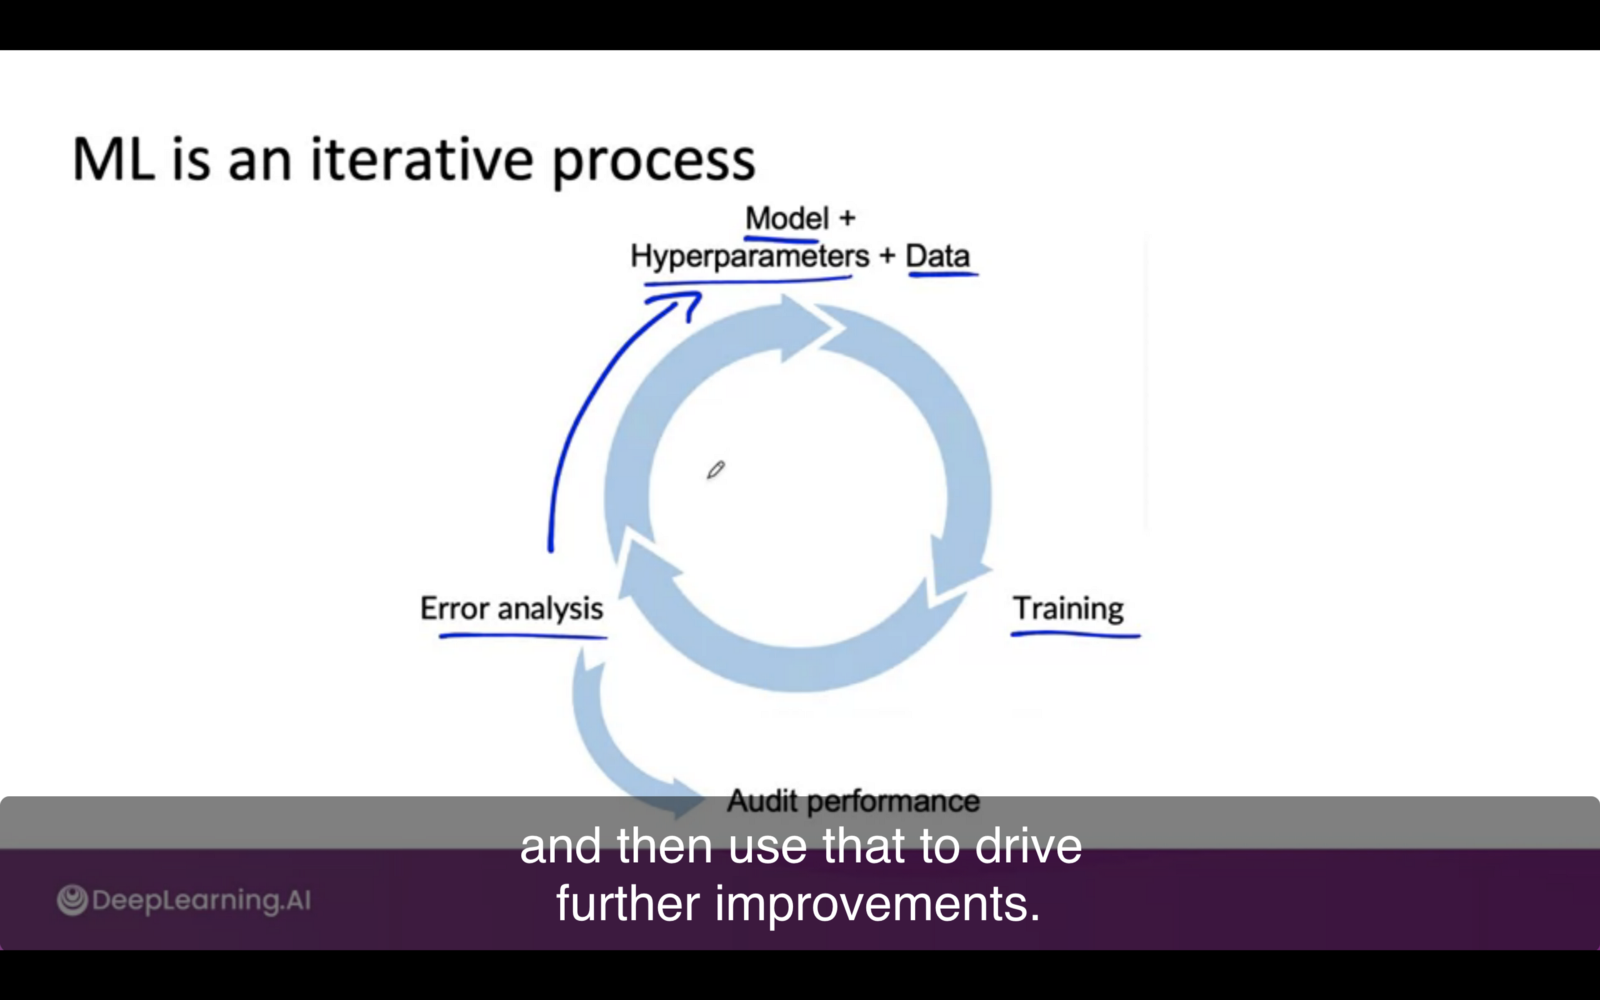 ML is an iterative process
Model +
Hyperparameters + Data
Error analysis
Training
Audit performance
and then use that to drive
further improvements.
DeepLearning.AI